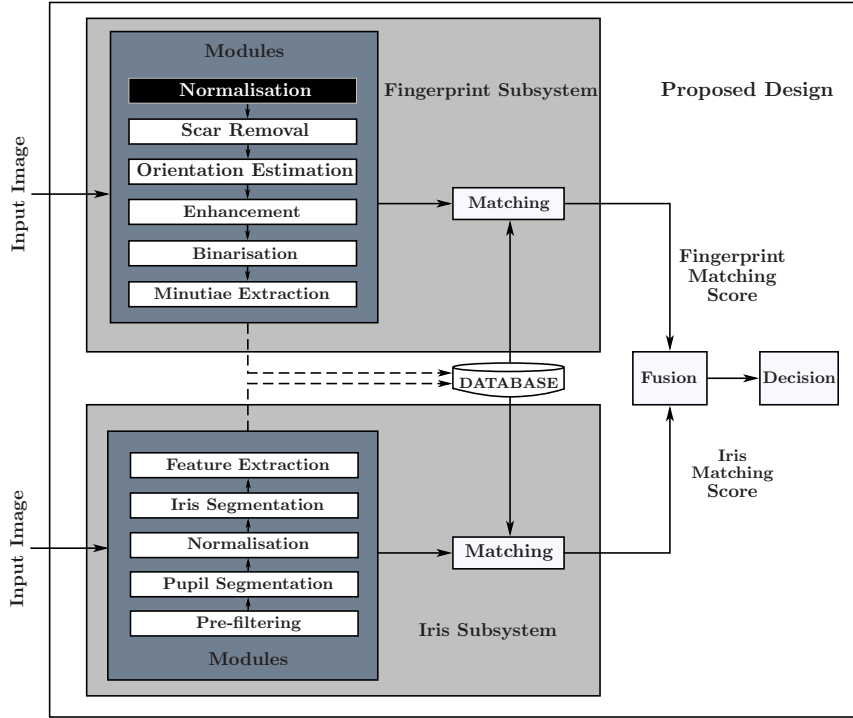 Modules
Normalisation
Scar Removal
Orientation Estimation
Enhancement
Binarisation
Minutiae Extraction
Fingerprint Subsystem
Proposed Design
Input Image
Matching
Fingerprint
Matching
Score
DATABASE
Fusion
Decision
Feature Extraction
Iris Segmentation
Normalisation
Pupil Segmentation
Pre-filtering
Modules
Input Image
Matching
Iris Subsystem
Iris
Matching
Score